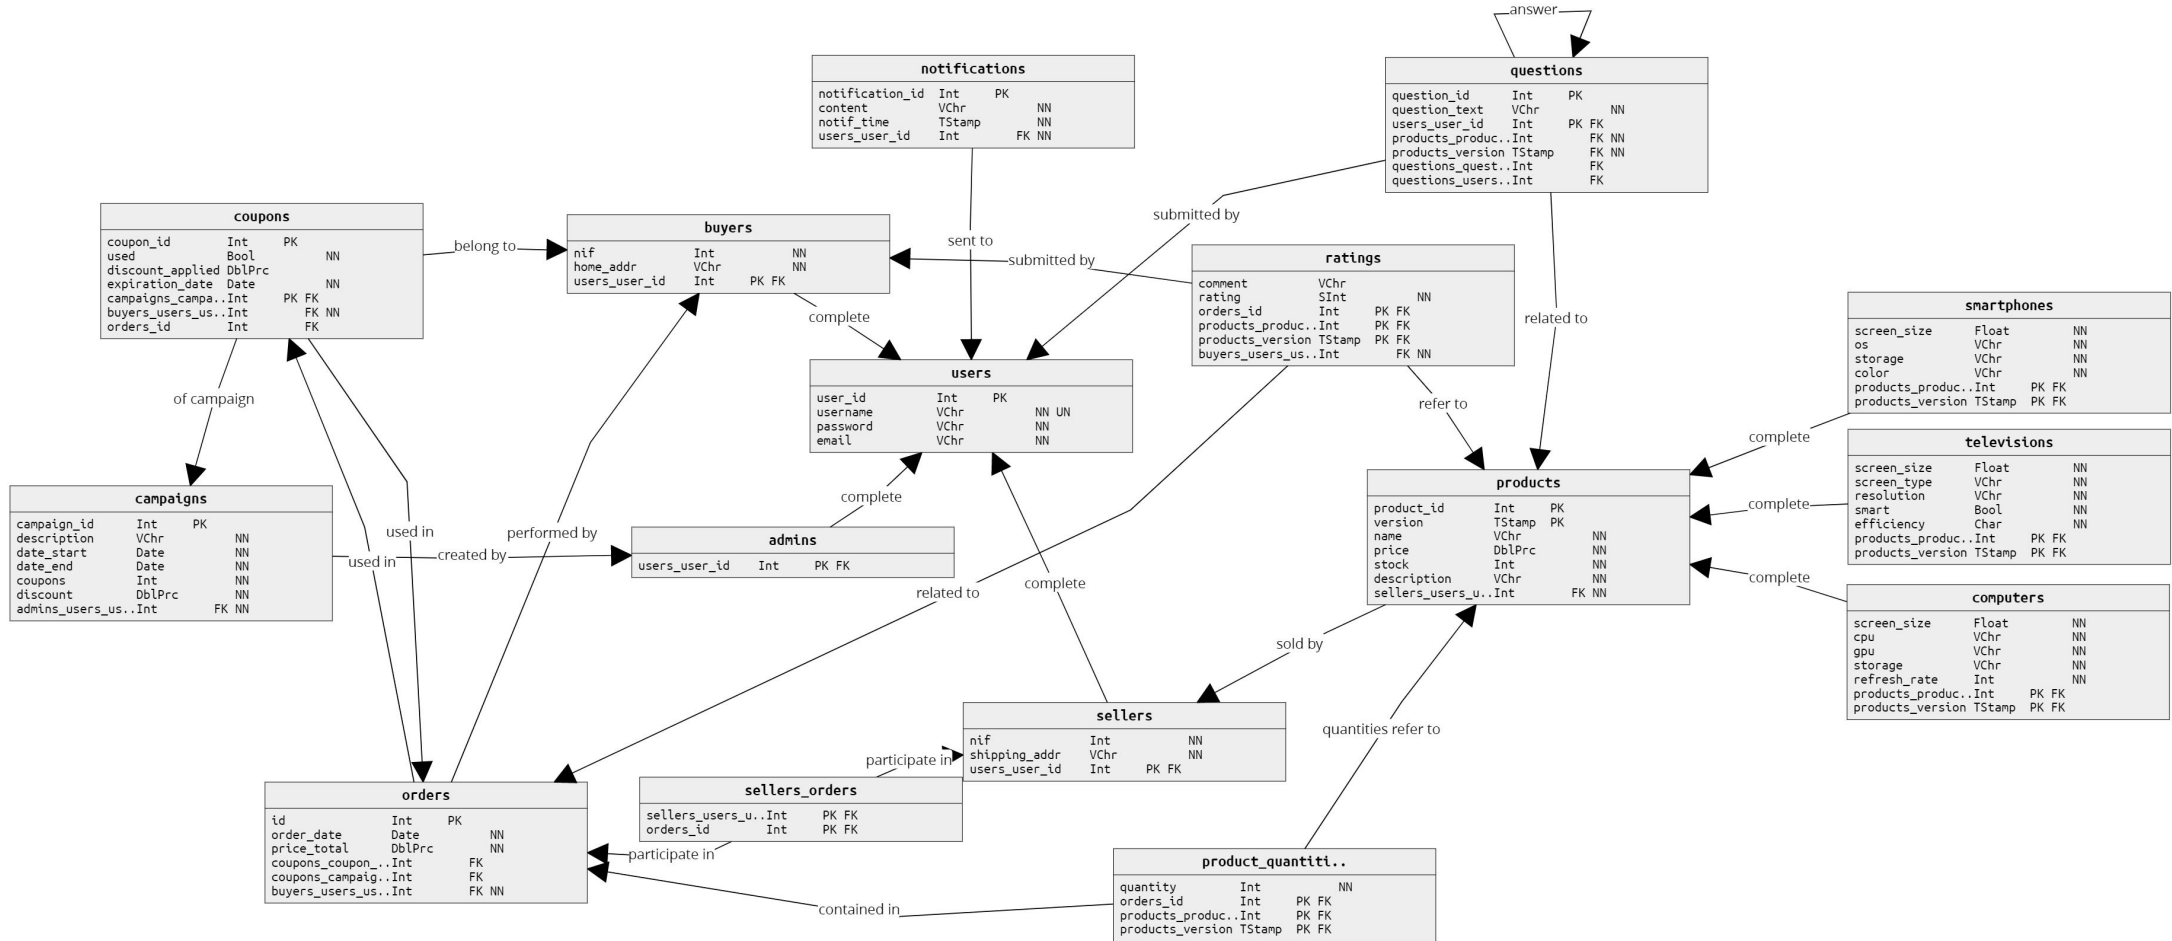 answer
notifications
notification_id Int PK
content VChr NN
notif_time TStamp NN
users_user_id Int FK NN
questions
question_id Int PK
question_text VChr NN
users_user_id Int PK FK
products_produc..Int FK NN
products_version TStamp FK NN
questions_quest..Int FK
questions_users..Int FK
coupons
coupon_id Int PK
used Bool NN
discount_applied DblPrc
expiration_date Date NN
campaigns_campa..Int PK FK
buyers_users_us..Int FK NN
orders_id Int FK
belong to
buyers
nif Int NN
home_addr VChr NN
users_user_id Int PK FK
sent to
submitted by
submitted by
ratings
comment VChr
rating SInt NN
orders_id Int PK FK
products_produc..Int PK FK
products_version TStamp PK FK
buyers_users_us..Int FK NN
complete
related to
smartphones
screen_size Float NN
os VChr NN
storage VChr NN
color VChr NN
products_produc..Int PK FK
products_version TStamp PK FK
of campaign
users
user_id Int PK
username VChr NN UN
password VChr NN
email VChr NN
refer to
complete
televisions
screen_size Float NN
screen_type VChr NN
resolution VChr NN
smart Bool NN
efficiency Char NN
products_produc..Int PK FK
products_version TStamp PK FK
complete
campaigns
campaign_id Int PK
description VChr NN
date_start Date NN
date_end Date NN
coupons Int NN
discount DblPrc NN
admins_users_us..Int FK NN
used in
used in
created by
performed by
complete
admins
users_user_id Int PK FK
related to
complete
products
product_id Int PK
version TStamp PK
name VChr NN
price DblPrc NN
stock Int NN
description VChr NN
sellers_users_u..Int FK NN
complete
computers
screen_size Float NN
cpu VChr NN
gpu VChr NN
storage VChr NN
refresh_rate Int NN
products_produc..Int PK FK
products_version TStamp PK FK
sold by
sellers
nif Int NN
shipping_addr VChr NN
users_user_id Int PK FK
quantities refer to
participate in
orders
id Int PK
order_date Date NN
price_total DblPrc NN
coupons_coupon_..Int FK
coupons_campaig..Int FK
buyers_users_us..Int FK NN
sellers_orders
sellers_users_u..Int PK FK
orders_id Int PK FK
participate in
contained in
product_quantiti..
quantity Int NN
orders_id Int PK FK
products_produc..Int PK FK
products_version TStamp PK FK